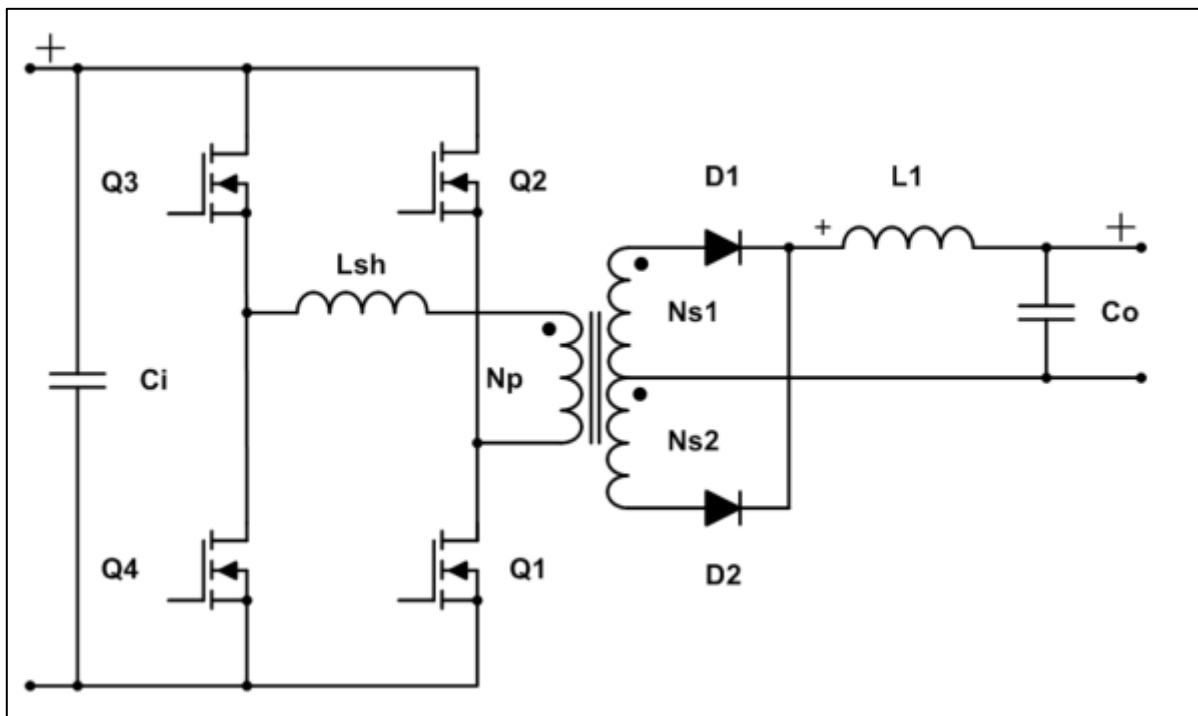 +
Q3
Q2
D1
L1
+
+
Lsh
Ns1
Co
Ci
Np
Ns2
Q4
Q1
D2